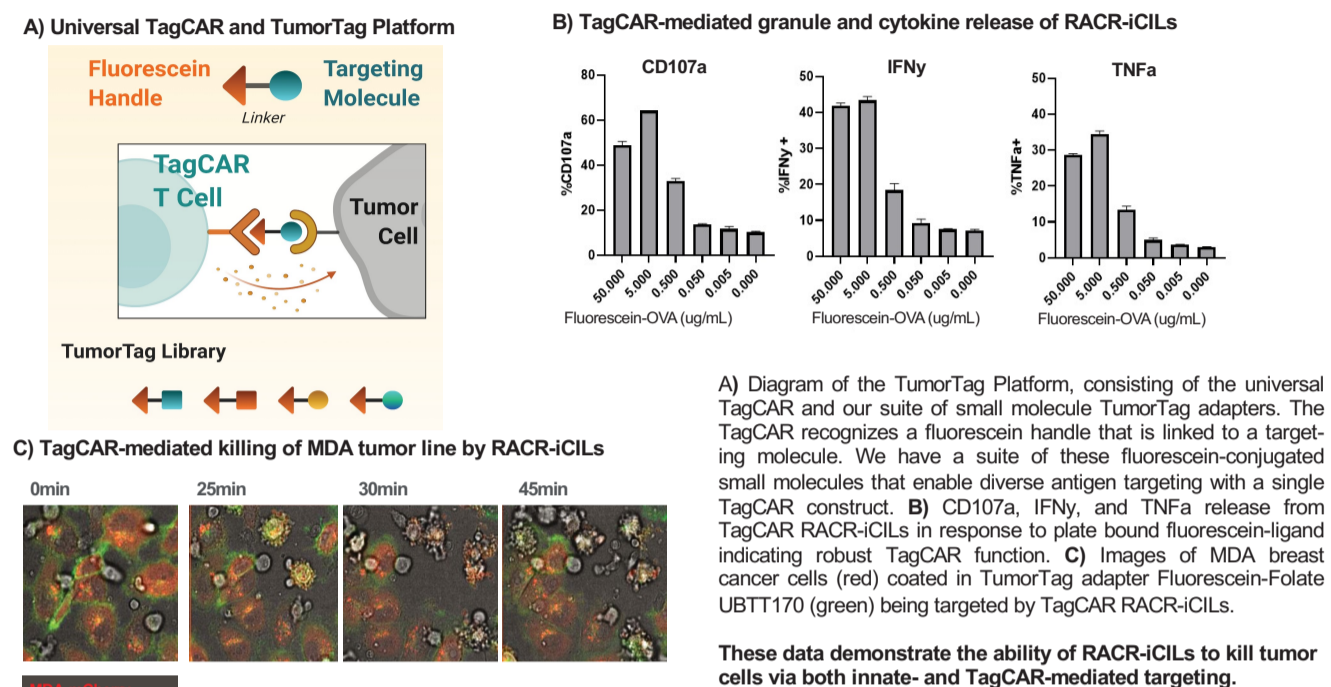 A) Universal TagCAR and TumorTag Platform
Fluorescein
Handle
Targeting
Molecule
Linker
TagCAR
T Cell
Tumor
Cell
TumorTag Library
B) TagCAR-mediated granule and cytokine release of RACR-iCILs
CD107a
%CD107a
80
60
40
20
0
50.000
5.000
0.500
0.050
0.005
0.000
Fluorescein-OVA (ug/mL)
IFNy
%IFNy +
50
40
30
20
10
0
50.000
5.000
0.500
0.050
0.005
0.000
Fluorescein-OVA (ug/mL)
TNFa
%TNFa+
50
40
30
20
10
0
50.000
5.000
0.500
0.050
0.005
0.000
Fluorescein-OVA (ug/mL)
C) TagCAR-mediated killing of MDA tumor line by RACR-iCILs
0min
25min
30min
45min
A) Diagram of the TumorTag Platform, consisting of the universal
TagCAR and our suite of small molecule TumorTag adapters. The
TagCAR recognizes a fluorescein handle that is linked to a target-
ing molecule. We have a suite of these fluorescein-conjugated
small molecules that enable diverse antigen targeting with a single
TagCAR construct. B) CD107a, IFNy, and TNFa release from
TagCAR RACR-iCILs in response to plate bound fluorescein-ligand
indicating robust TagCAR function. C) Images of MDA breast
cancer cells (red) coated in TumorTag adapter Fluorescein-Folate
UBTT170 (green) being targeted by TagCAR RACR-iCILs.
These data demonstrate the ability of RACR-iCILs to kill tumor
cells via both innate- and TagCAR-mediated targeting.